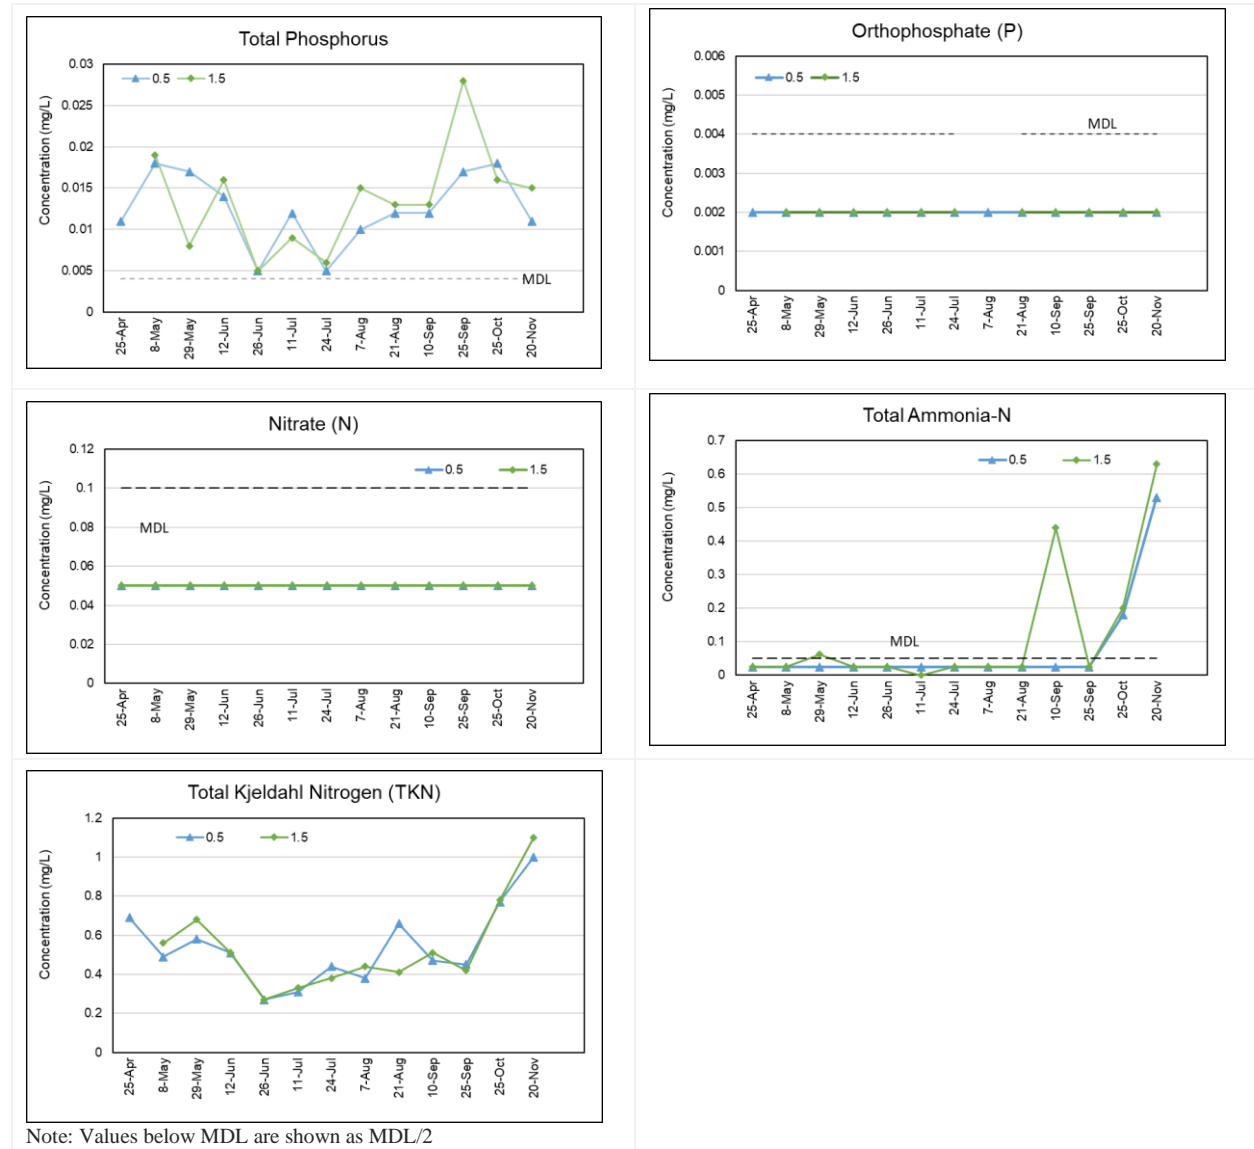 Total Phosphorus
0.5 1.5
Concentration (mg/L)
0.03
0.025
0.02
0.015
0.01
0.005
0
MDL
25-Apr 8-May 29-May 12-Jun 26-Jun 11-Jul 24-Jul 7-Aug 21-Aug 10-Sep 25-Sep 25-Oct 20-Nov
Orthophosphate (P)
0.5 1.5
Concentration (mg/L)
0.006
0.005
0.004
0.003
0.002
0.001
0
MDL
25-Apr 8-May 29-May 12-Jun 26-Jun 11-Jul 24-Jul 7-Aug 21-Aug 10-Sep 25-Sep 25-Oct 20-Nov
Nitrate (N)
0.5 1.5
Concentration (mg/L)
0.12
0.1
0.08
0.06
0.04
0.02
0
MDL
25-Apr 8-May 29-May 12-Jun 26-Jun 11-Jul 24-Jul 7-Aug 21-Aug 10-Sep 25-Sep 25-Oct 20-Nov
Total Ammonia-N
0.5 1.5
Concentration (mg/L)
0.7
0.6
0.5
0.4
0.3
0.2
0.1
0
MDL
25-Apr 8-May 29-May 12-Jun 26-Jun 11-Jul 24-Jul 7-Aug 21-Aug 10-Sep 25-Sep 25-Oct 20-Nov
Total Kjeldahl Nitrogen (TKN)
0.5 1.5
Concentration (mg/L)
1.2
1
0.8
0.6
0.4
0.2
0
25-Apr 8-May 29-May 12-Jun 26-Jun 11-Jul 24-Jul 7-Aug 21-Aug 10-Sep 25-Sep 25-Oct 20-Nov
Note: Values below MDL are shown as MDL/2